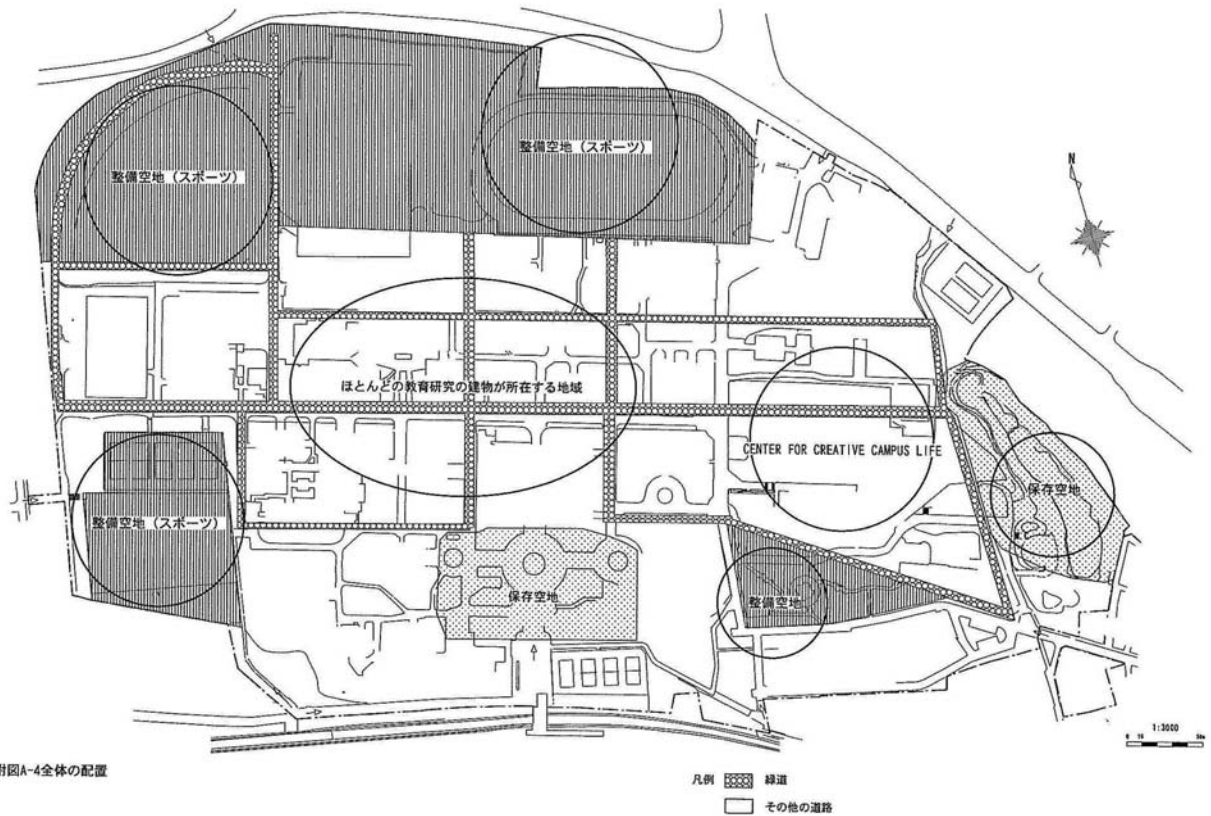 整備空地（スポーツ）
整備空地（スポーツ）
N
ほとんどの教育研究の建物が所在する地域
CENTER FOR CREATIVE CAMPUS LIFE
保存空地
整備空地（スポーツ）
保存空地
整備空地
1:3000
附図A-4全体の配置
凡例 緑道
その他の道路